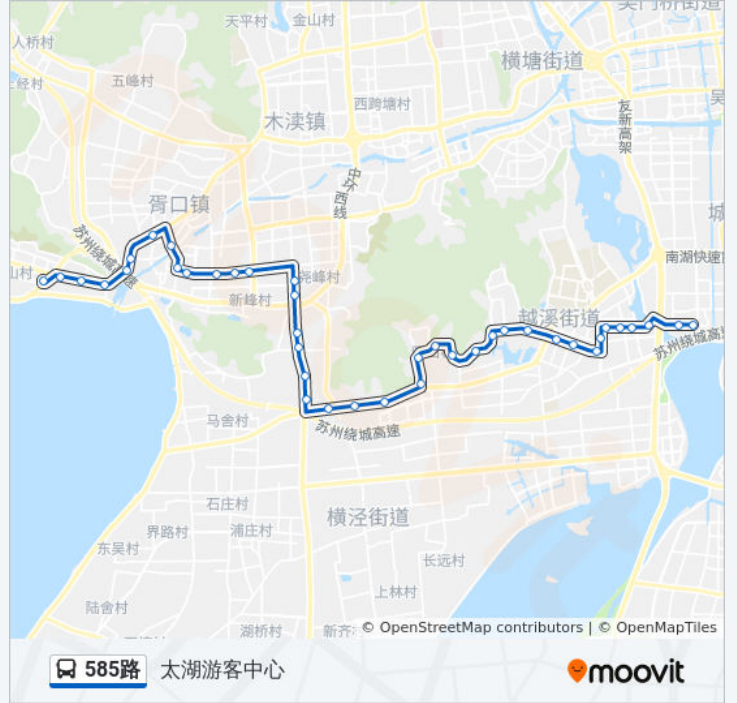 天平村
金山村
人桥村
横塘街道
五峰村
西跨塘村
木渎镇
友新高架
中环西线
胥口镇
苏州绕城高速
南湖快速
山村
尧峰村
新峰村
越溪街道
苏州绕城高速
马舍村
苏州绕城高速
石庄村
横泾街道
界路村
浦庄村
东吴村
长远村
上林村
陆舍村
湖桥村
新齐
© OpenStreetMap contributors | © OpenMapTiles
585路
太湖游客中心
moovit